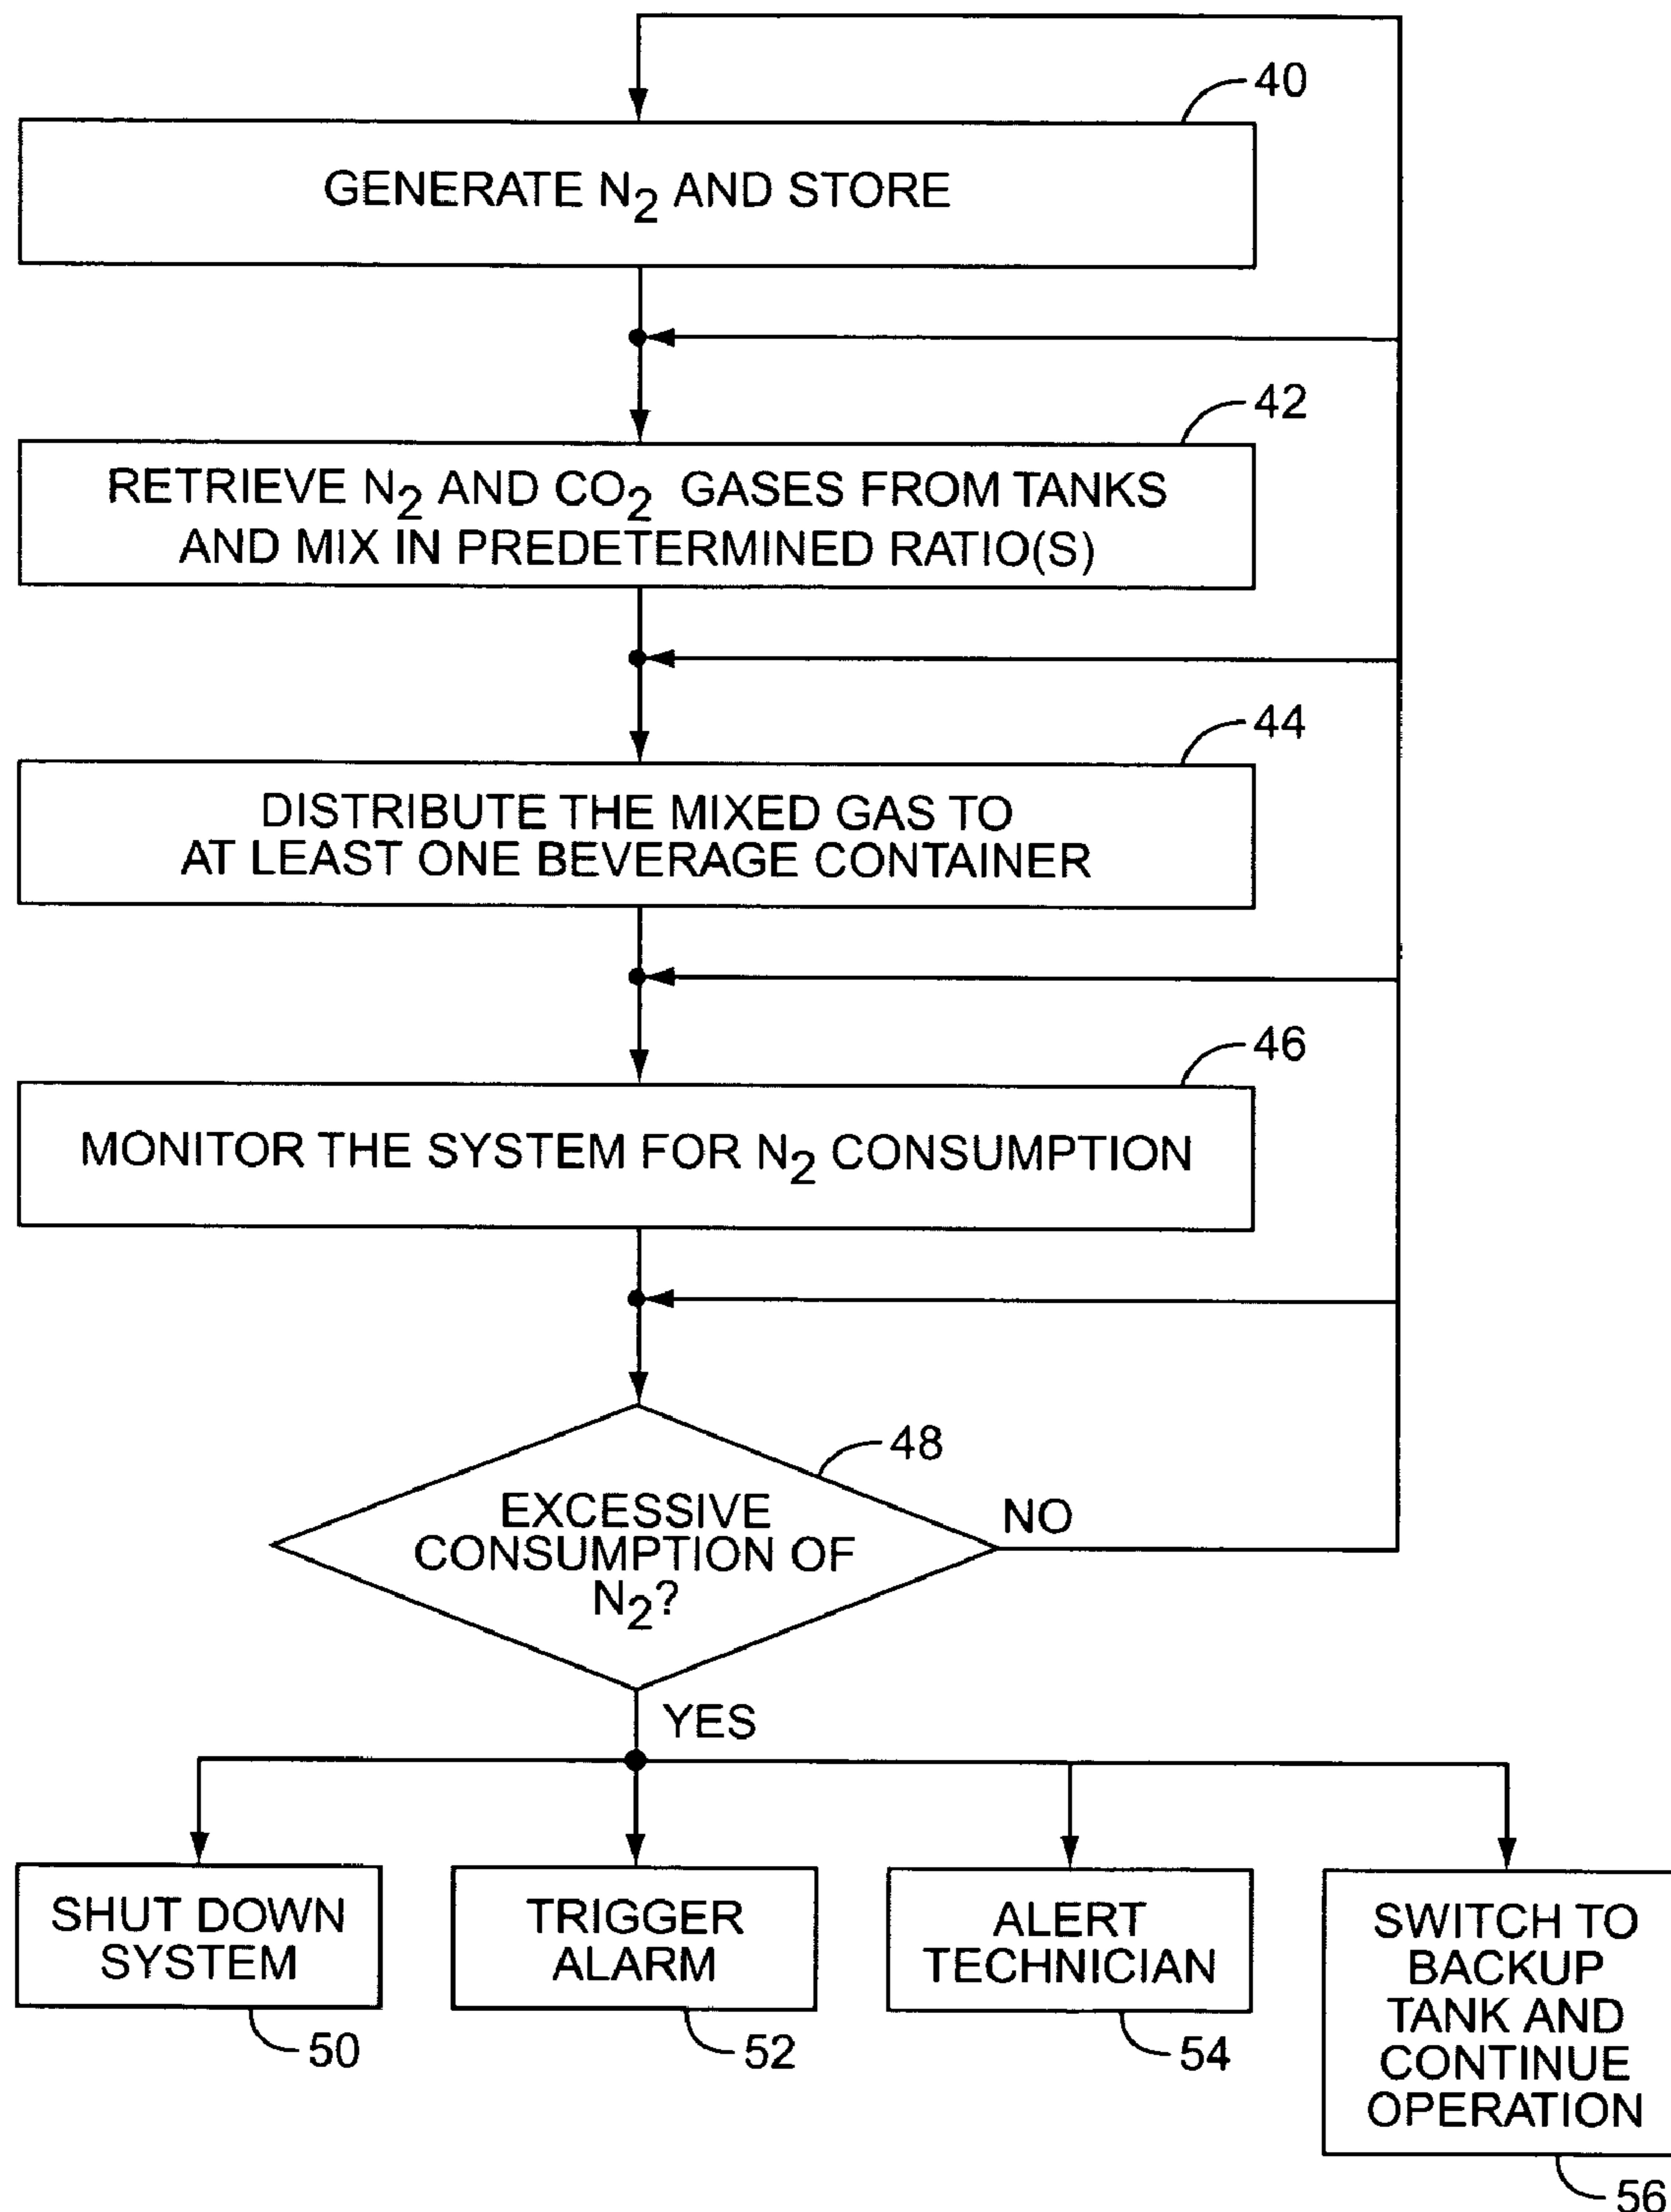 40
GENERATE N₂ AND STORE
42
RETRIEVE N₂ AND CO₂ GASES FROM TANKS
AND MIX IN PREDETERMINED RATIO(S)
44
DISTRIBUTE THE MIXED GAS TO
AT LEAST ONE BEVERAGE CONTAINER
46
MONITOR THE SYSTEM FOR N₂ CONSUMPTION
48
EXCESSIVE
CONSUMPTION OF
N₂?
NO
YES
SHUT DOWN
SYSTEM
50
TRIGGER
ALARM
52
ALERT
TECHNICIAN
54
SWITCH TO
BACKUP
TANK AND
CONTINUE
OPERATION
56